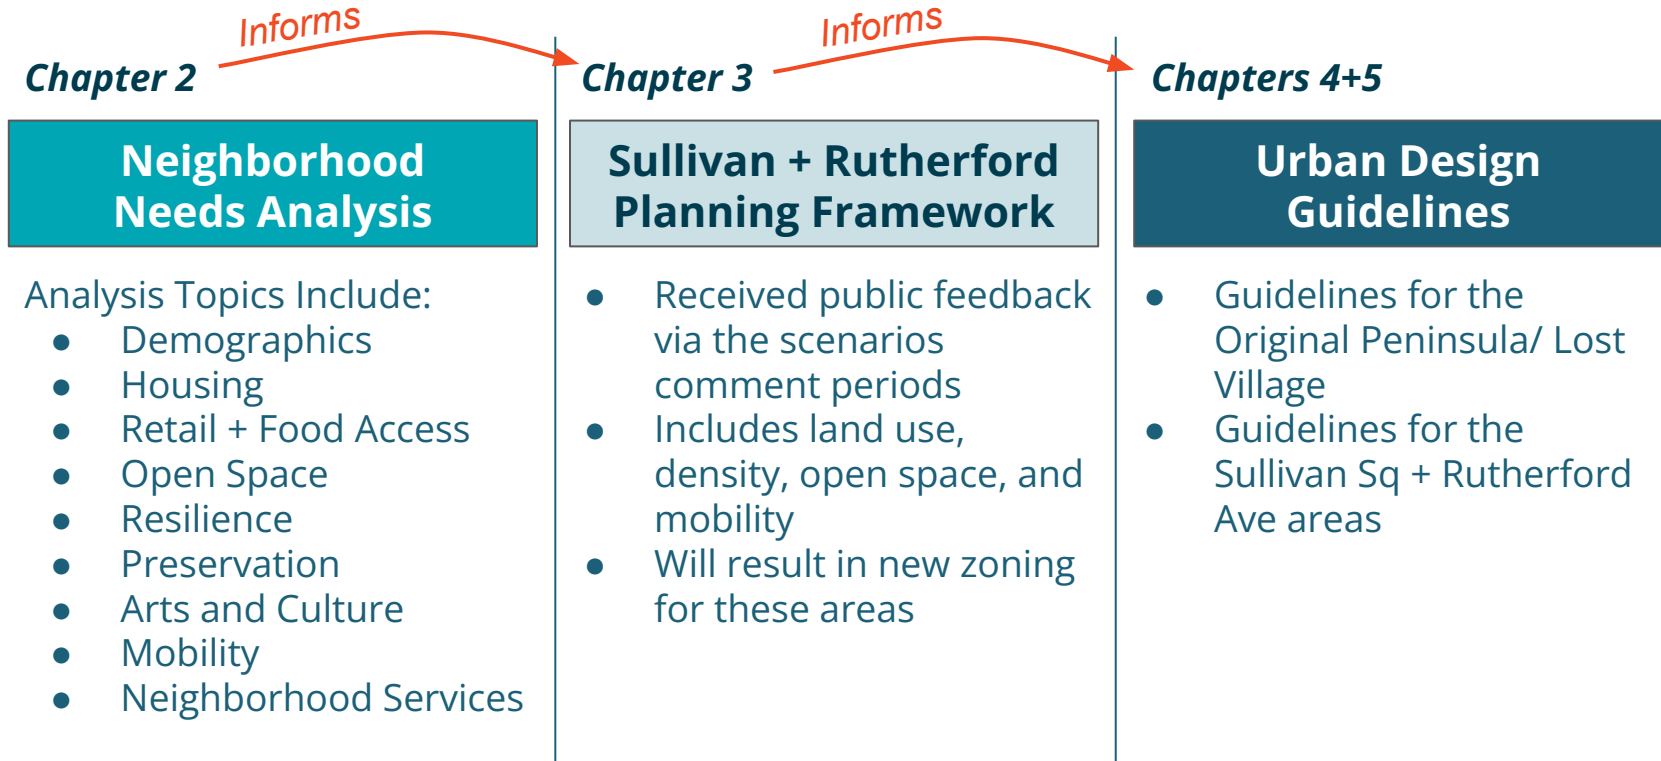 Informs
Informs
Chapter 2
Neighborhood
Needs Analysis
Analysis Topics Include:
● Demographics
● Housing
● Retail + Food Access
● Open Space
● Resilience
● Preservation
● Arts and Culture
● Mobility
● Neighborhood Services
Chapter 3
Sullivan + Rutherford
Planning Framework
● Received public feedback
via the scenarios
comment periods
● Includes land use,
density, open space, and
mobility
● Will result in new zoning
for these areas
Chapters 4+5
Urban Design
Guidelines
● Guidelines for the
Original Peninsula/ Lost
Village
● Guidelines for the
Sullivan Sq + Rutherford
Ave areas